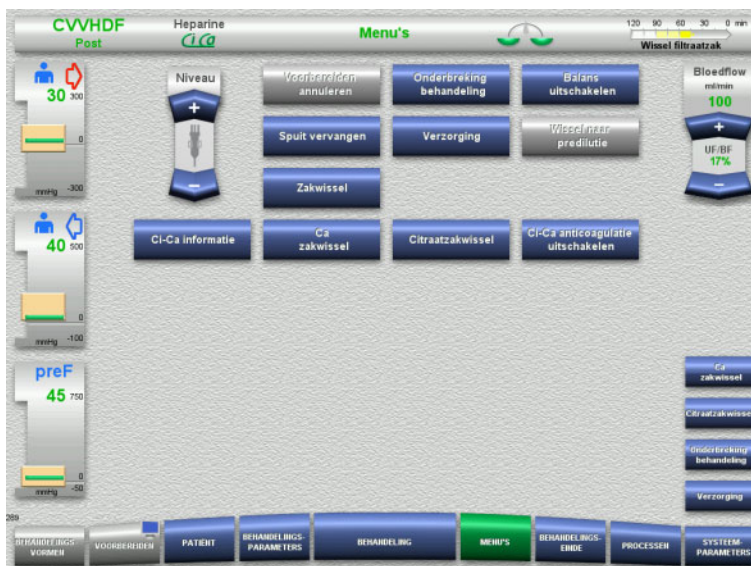 CVVHDF
Post
Heparine
Ci Ca
Menu's
120 90 60 30 0 min
Wissel filtraatzak
30 300
0
mmHg -300
Niveau
+
−
Voorbereiden
annuleren
Onderbreking
behandeling
Balans
uitschakelen
Spuit vervangen
Verzorging
Wissel naar
predilutie
Zakwissel
Ci-Ca informatie
Ca
zakwissel
Citraatzakwissel
Ci-Ca anticoagulatie
uitschakelen
Bloedflow
ml/min
100
+
UF/BF
17%
−
40 500
0
mmHg -100
preF
45 750
0
mmHg -50
Ca
zakwissel
Citraatzakwissel
Onderbreking
behandeling
Verzorging
BEHANDELINGS-
VORMEN
VOORBEREIDEN
PATIËNT
BEHANDELINGS-
PARAMETERS
BEHANDELING
MENU'S
BEHANDELINGS-
EINDE
PROCESSEN
SYSTEEM-
PARAMETERS